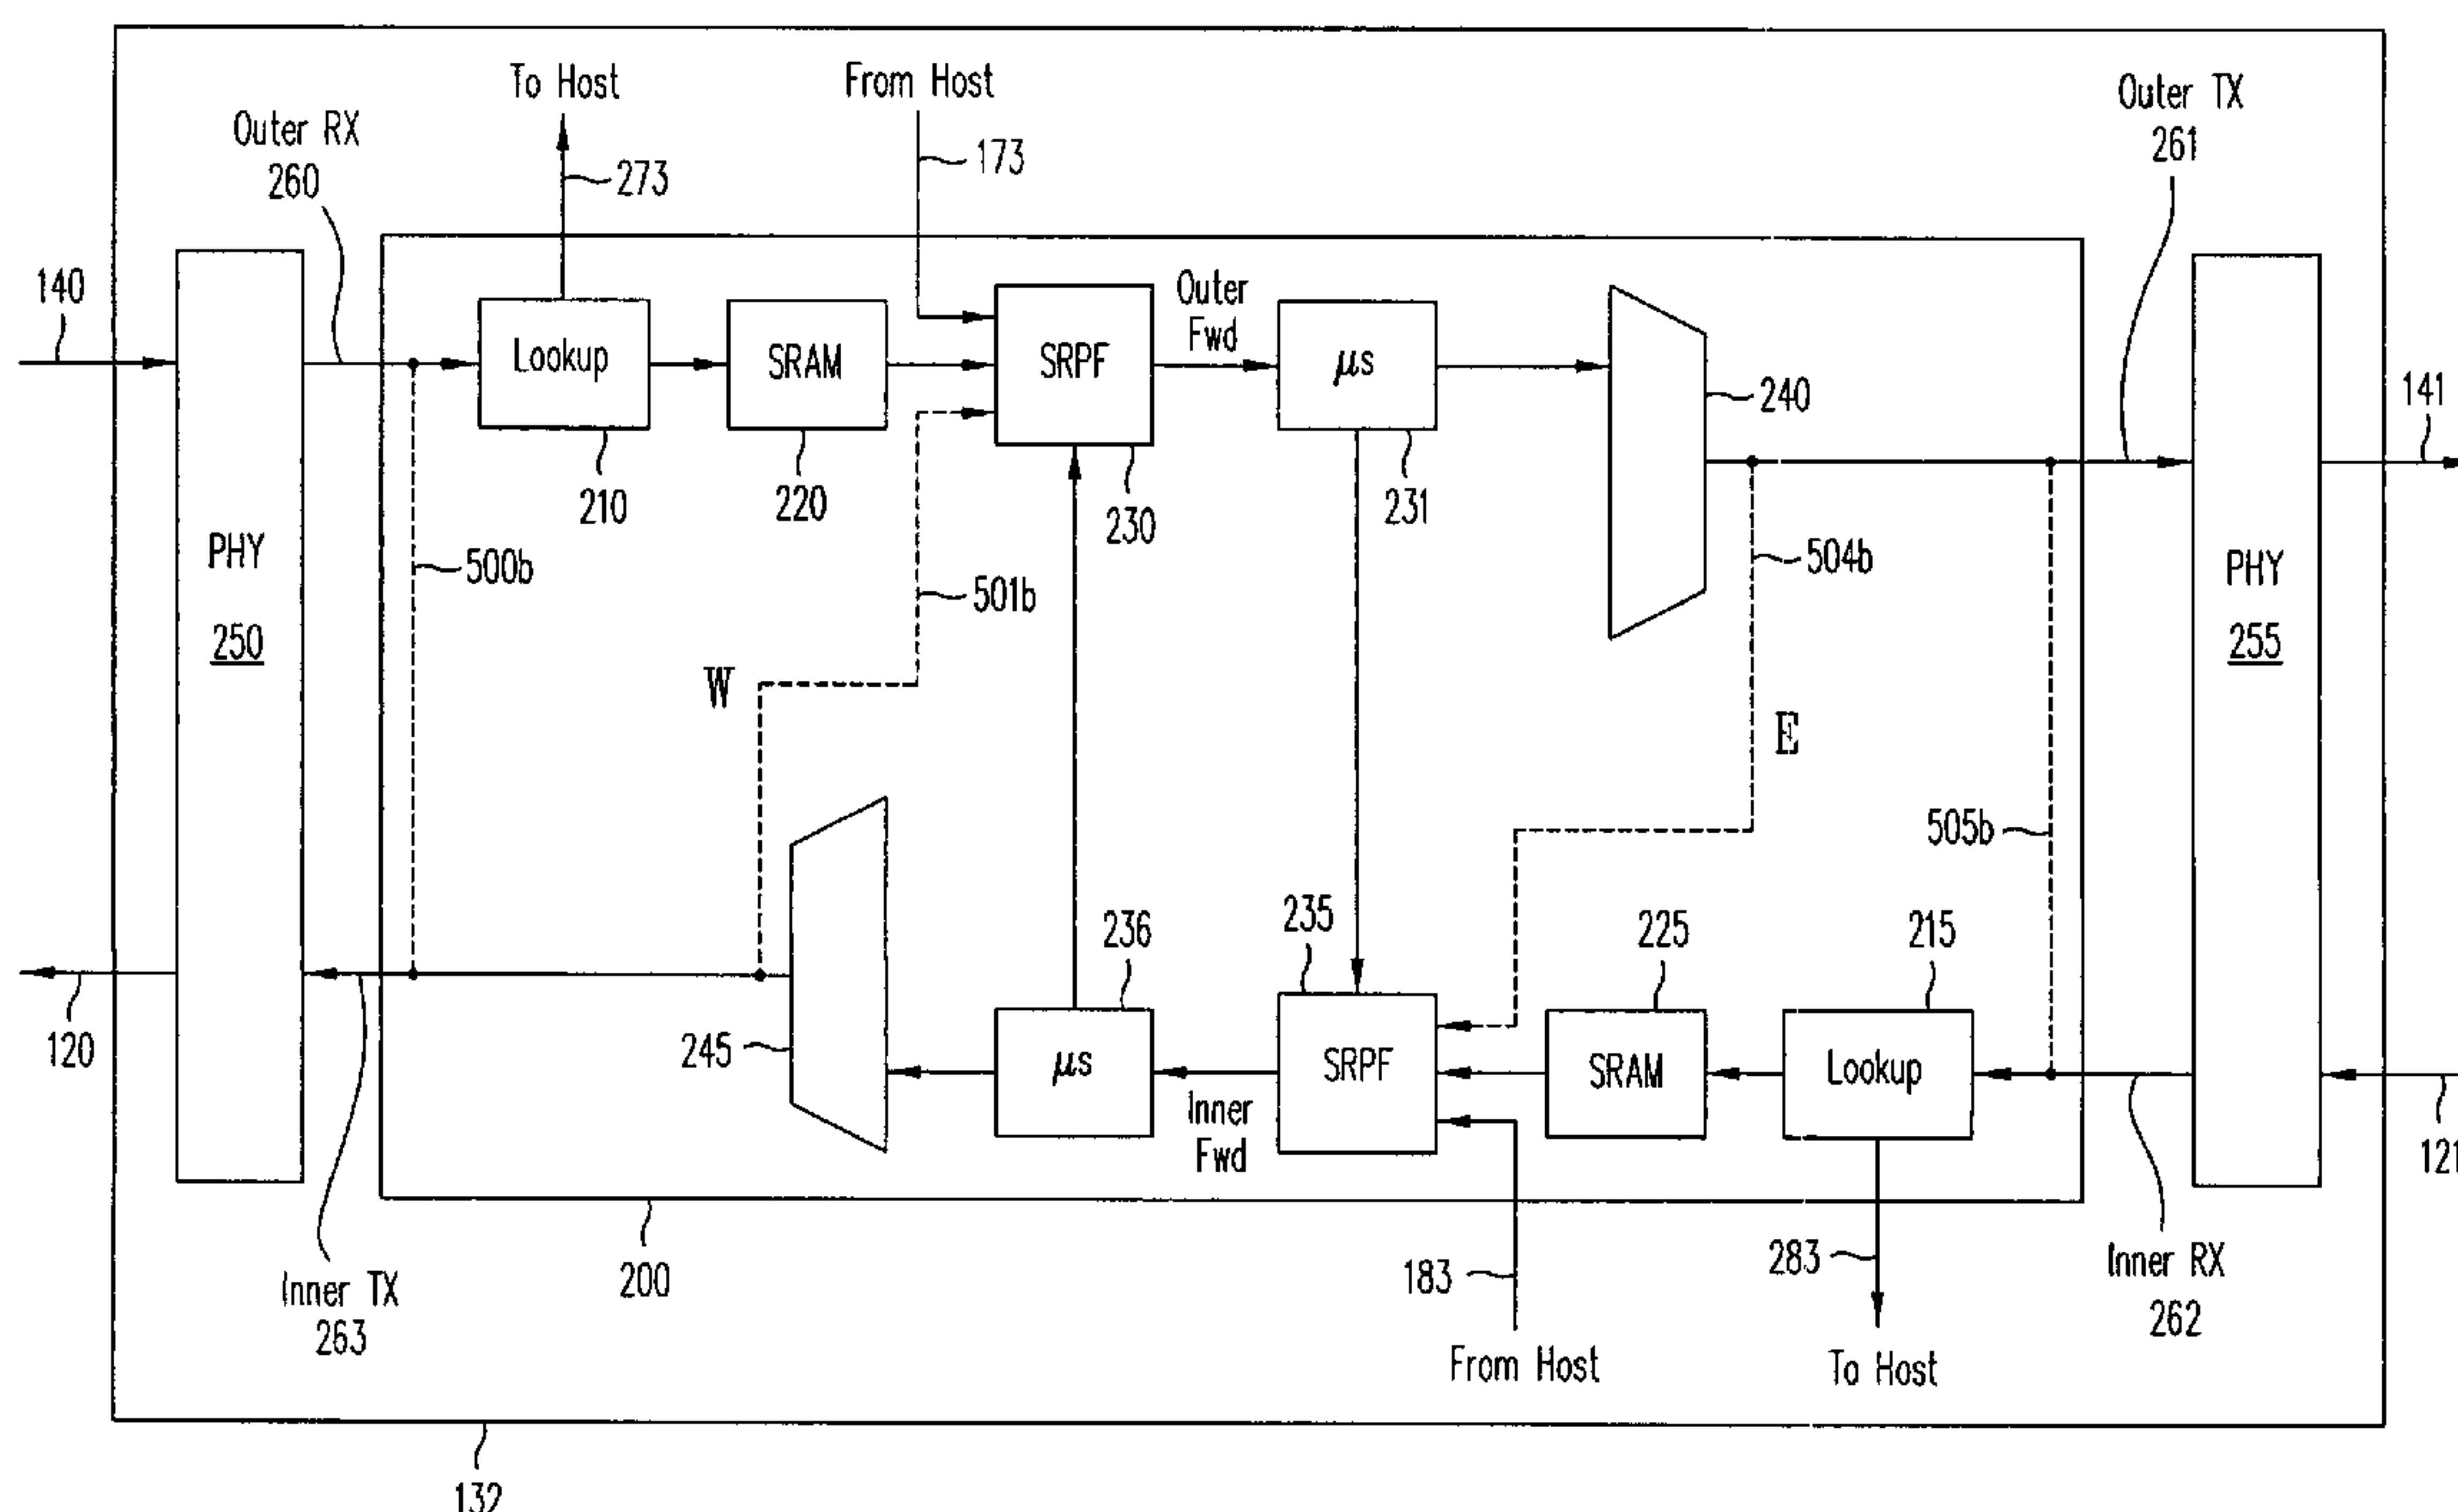 To Host
From Host
Outer TX
261
Outer RX
260
273
173
140
Lookup
SRAM
SRPF
Outer
Fwd
μs
240
141
210
220
230
231
PHY
250
500b
501b
504b
PHY
255
W
E
505b
235
236
225
215
120
245
μs
Inner
Fwd
SRPF
SRAM
Lookup
121
Inner TX
263
200
183
283
Inner RX
262
From Host
To Host
132